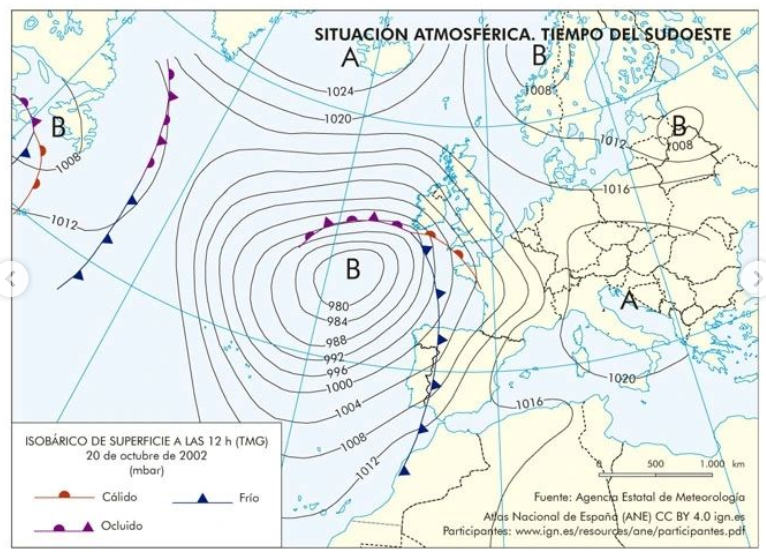 SITUACIÓN ATMOSFÉRICA. TIEMPO DEL SUDOESTE
A
B
1008
1024
1020
B
1008
B
1008
1012
1012
1016
B
980
984
988
992
996
1000
1004
1008
1012
A
1020
1016
ISOBÁRICO DE SUPERFICIE A LAS 12 h (TMG)
20 de octubre de 2002
(mbar)
Cálido
Frío
Ocluido
0 500 1.000 km
Fuente: Agencia Estatal de Meteorología
Atlas Nacional de España (ANE) CC BY 4.0 ign.es
Participantes: www.ign.es/resources/ane/participantes.pdf